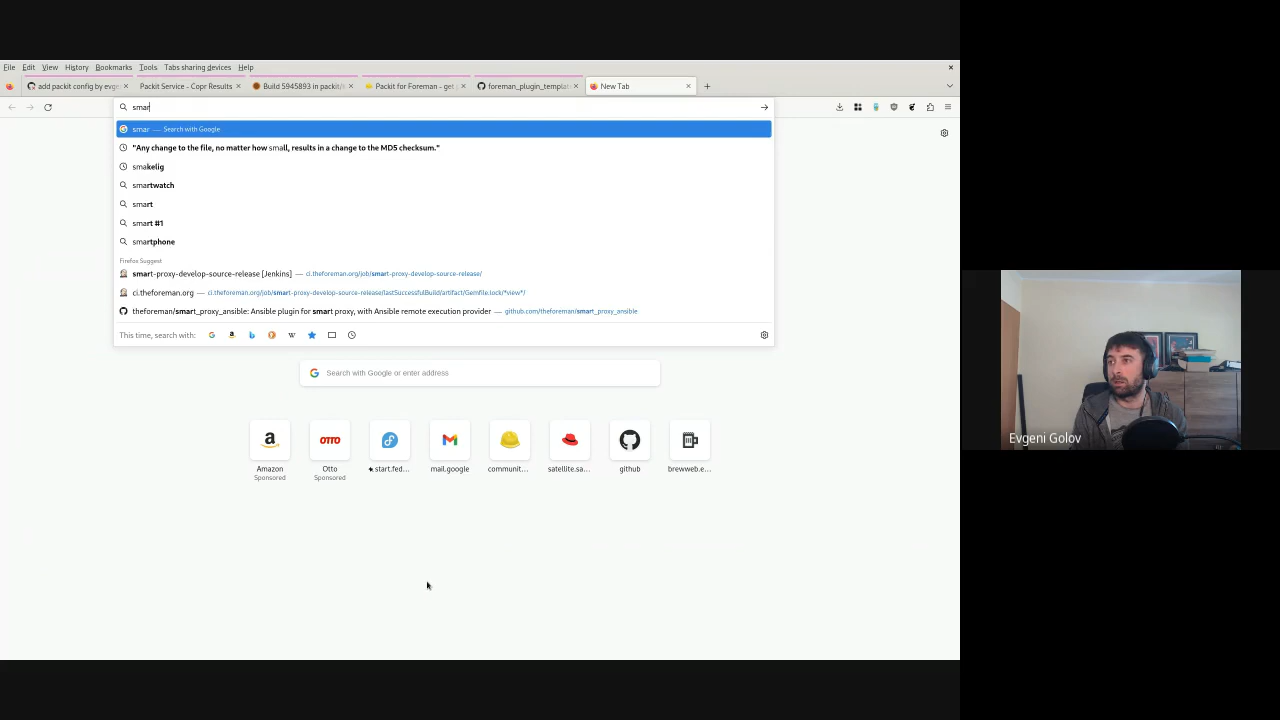 File Edit View History Bookmarks Tools Tabs sharing devices Help
add packit config by evge
Packit Service - Copr Results
Build 5945893 in packit/
Packit for Foreman - get
foreman_plugin_templat
New Tab
smar
smar — Search with Google
"Any change to the file, no matter how small, results in a change to the MD5 checksum."
smakelig
smartwatch
smart
smart #1
smartphone
Firefox Suggest
smart-proxy-develop-source-release [Jenkins] — ci.theforeman.org/job/smart-proxy-develop-source-release/
ci.theforeman.org — ci.theforeman.org/job/smart-proxy-develop-source-release/lastSuccessfulBuild/artifact/Gemfile.lock/*view*/
theforeman/smart_proxy_ansible: Ansible plugin for smart proxy, with Ansible remote execution provider — github.com/theforeman/smart_proxy_ansible
This time, search with:
Search with Google or enter address
Amazon
Sponsored
OTTO
Otto
Sponsored
start.fed...
mail.google
communit...
satellite.sa...
github
brewweb.e...
Evgeni Golov